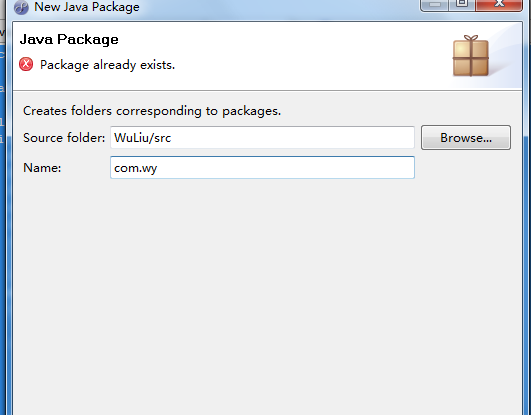 New Java Package
Java Package
Package already exists.
Creates folders corresponding to packages.
Source folder: WuLiu/src Browse...
Name: com.wy